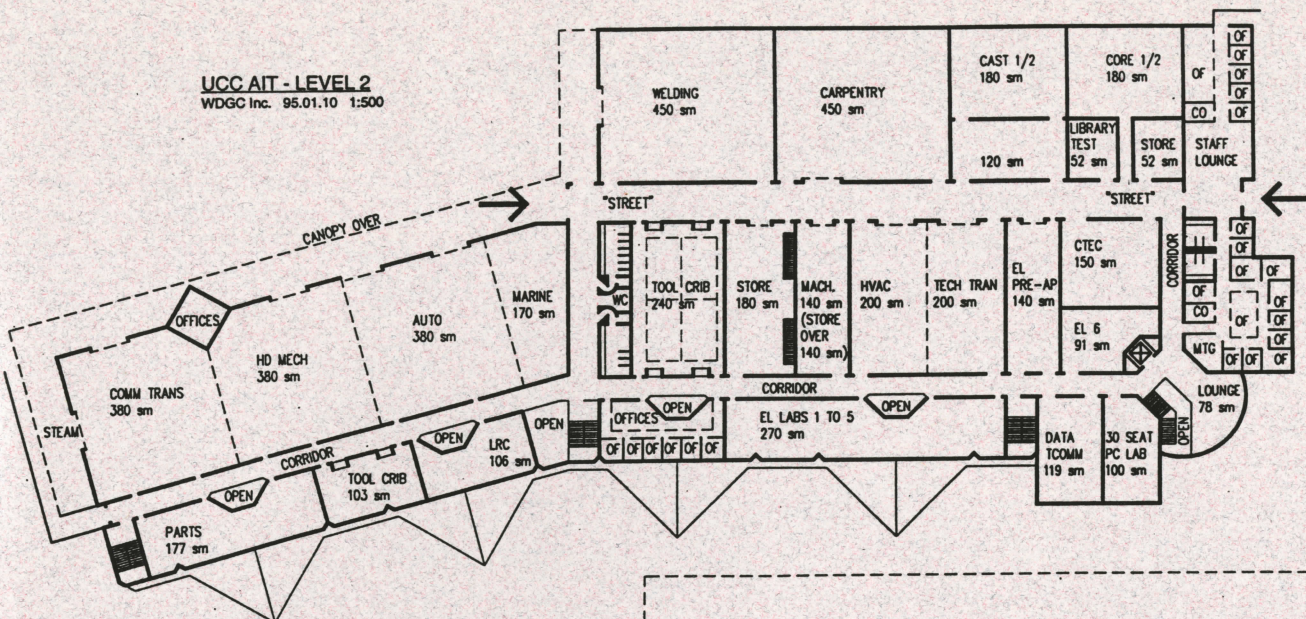 UCC AIT - LEVEL 2
WDGC Inc. 95.01.10 1:500
WELDING
450 sm
CARPENTRY
450 sm
CAST 1/2
180 sm
CORE 1/2
180 sm
OF
OF
OF
OF
OF
OF
CO
120 sm
LIBRARY
TEST
52 sm
STORE
52 sm
STAFF
LOUNGE
"STREET"
"STREET"
CANOPY OVER
OFFICES
COMM TRANS
380 sm
HD MECH
380 sm
AUTO
380 sm
MARINE
170 sm
STEAM
WC
TOOL CRIB
240 sm
STORE
180 sm
MACH.
140 sm
(STORE
OVER
140 sm)
HVAC
200 sm
TECH TRAN
200 sm
EL
PRE-AP
140 sm
CTEC
150 sm
EL 6
91 sm
CORRIDOR
OF
OF
OF
OF
OF
CO
OF
OF
OF
OF
MTG
OF
OF
OF
LOUNGE
78 sm
OPEN
CORRIDOR
CORRIDOR
OPEN
OPEN
LRC
106 sm
OPEN
TOOL CRIB
103 sm
PARTS
177 sm
OFFICES
OPEN
OF OF OF OF OF OF
EL LABS 1 TO 5
270 sm
OPEN
DATA
TCOMM
119 sm
30 SEAT
PC LAB
100 sm